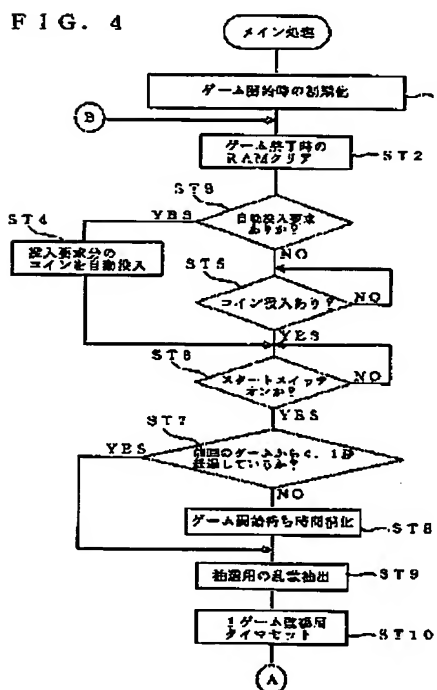 FIG. 4
メイン処理
ゲーム開始時の初期化
B
ゲーム終了時の
RAMクリア
ST2
ST3
自動投入要求
ありか?
YES
NO
ST4
投入要求分の
コインを自動投入
ST5
コイン投入あり?
NO
YES
ST6
スタートスイッチ
オンか?
NO
YES
ST7
前回のゲームから4.1秒
経過しているか?
YES
NO
ゲーム開始待ち時間消化
ST8
抽選用の乱数抽出
ST9
1ゲーム監視用
タイマセット
ST10
A